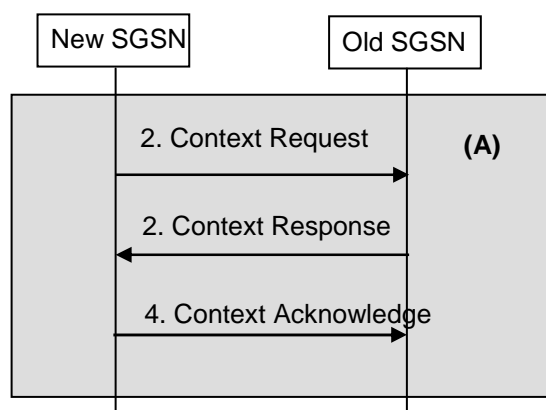 New SGSN
Old SGSN
2. Context Request
(A)
2. Context Response
4. Context Acknowledge